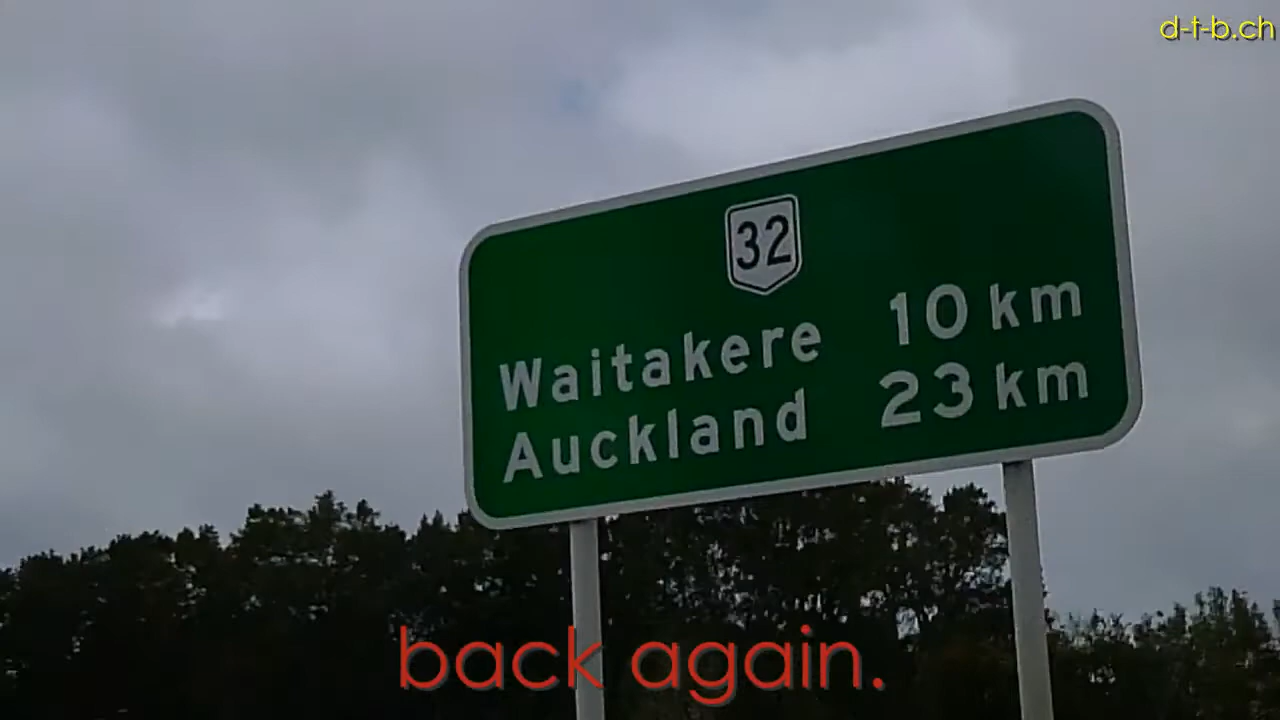 d-t-b.ch
32
Waitakere 10 km
Auckland 23 km
back again.